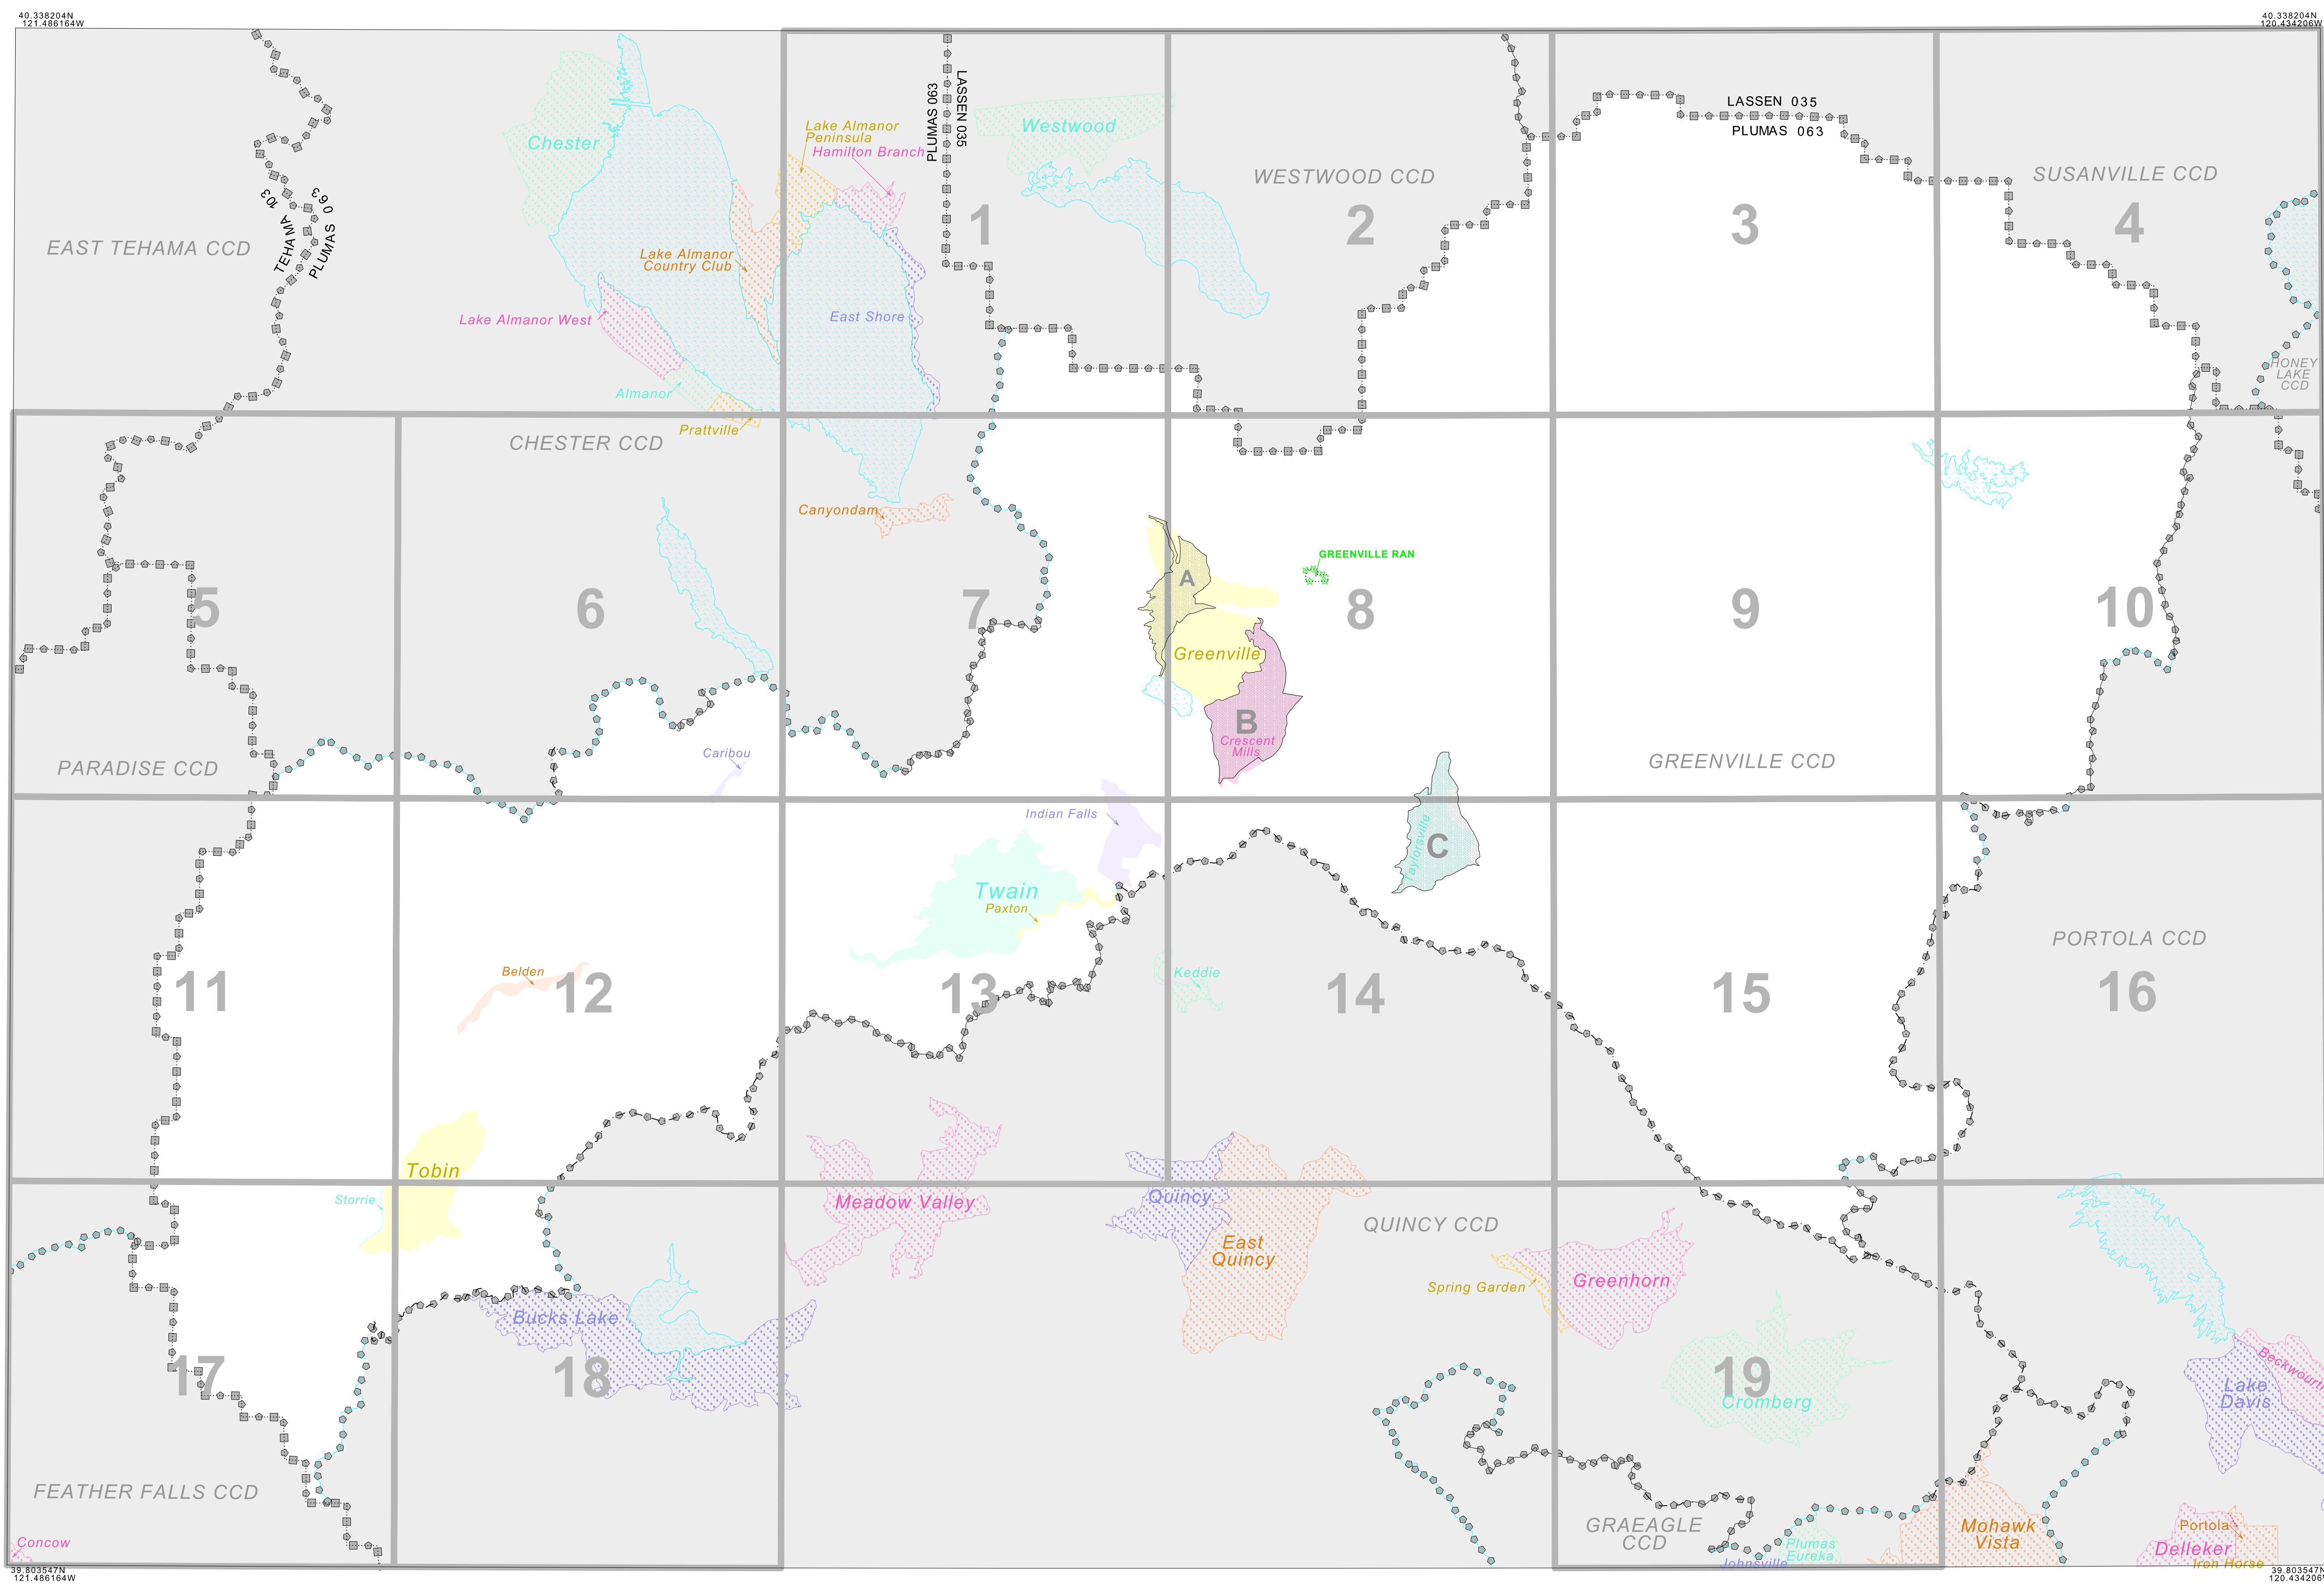 40.338204N
121.486164W
40.338204N
120.434206W
LASSEN 035
PLUMAS 063
LASSEN 035
PLUMAS 063
Chester
Lake Almanor
Peninsula
Hamilton Branch
Westwood
WESTWOOD CCD
SUSANVILLE CCD
TEHAMA 103
PLUMAS 063
EAST TEHAMA CCD
1
2
3
4
Lake Almanor
Country Club
Lake Almanor West
East Shore
HONEY
LAKE
CCD
Almanor
Prattville
CHESTER CCD
Canyondam
GREENVILLE RAN
A
5
6
7
8
9
10
Greenville
B
Crescent
Mills
Caribou
PARADISE CCD
GREENVILLE CCD
Indian Falls
Taylorsville
C
Twain
Paxton
PORTOLA CCD
Belden
Keddie
11
12
13
14
15
16
Tobin
Storrie
Meadow Valley
Quincy
East
Quincy
QUINCY CCD
Spring Garden
Greenhorn
Bucks Lake
17
18
19
Cromberg
Beckwourth
Lake
Davis
FEATHER FALLS CCD
Concow
GRAEAGLE
CCD
Johnsville
Plumas
Eureka
Mohawk
Vista
Portola
Delleker
Iron Horse
39.803547N
121.486164W
39.803547N
120.434206W